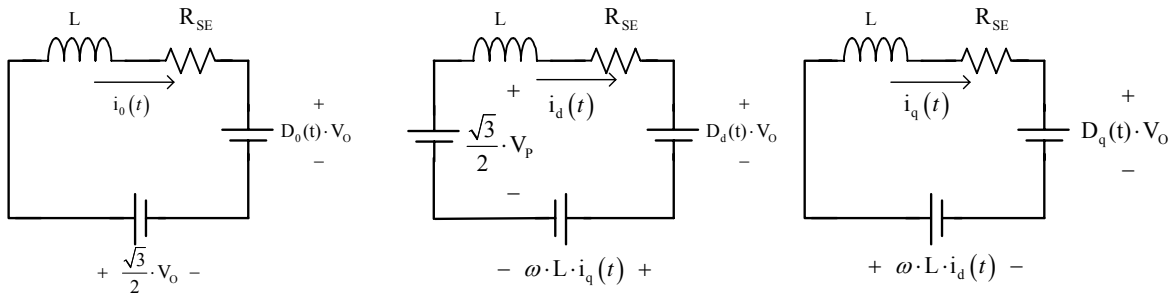 L R_SE
i_0(t)
+
D_0(t)·V_O
−
+ √3/2·V_O −
L R_SE
+ i_d(t)
√3/2·V_P
−
+
D_d(t)·V_O
−
− ω·L·i_q(t) +
L R_SE
i_q(t)
+
D_q(t)·V_O
−
+ ω·L·i_d(t) −